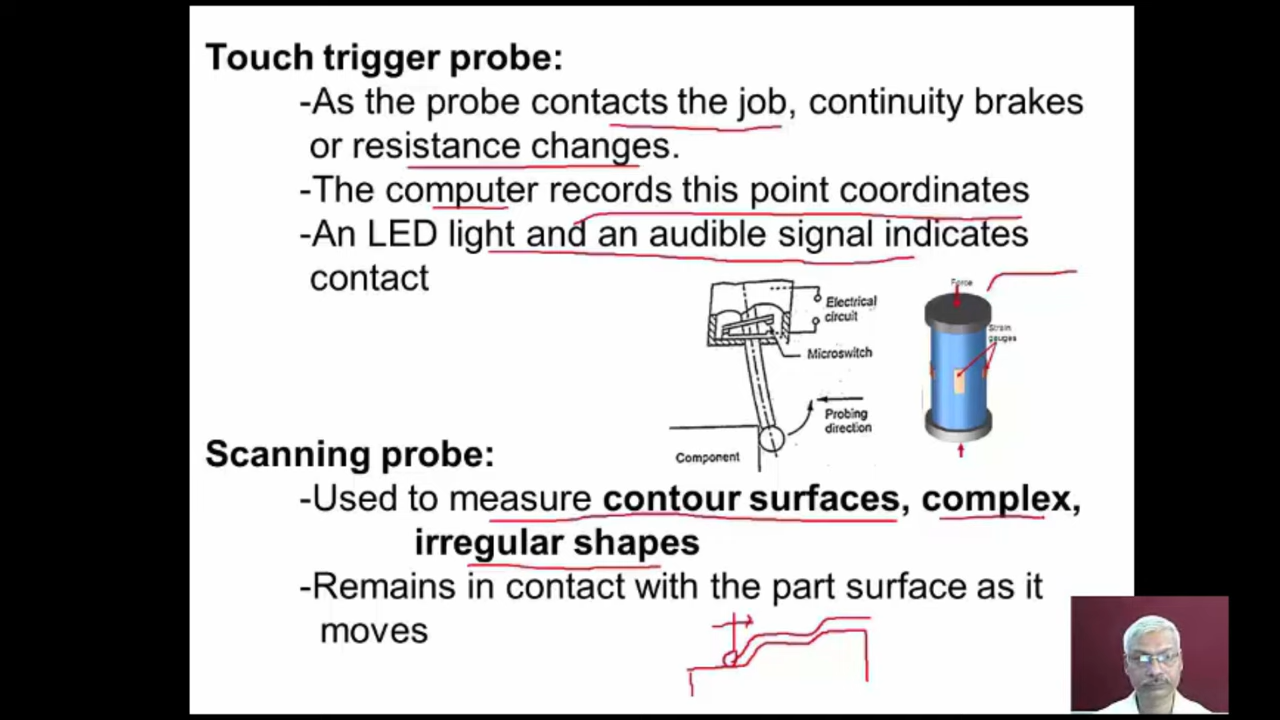 Touch trigger probe:
-As the probe contacts the job, continuity brakes
or resistance changes.
-The computer records this point coordinates
-An LED light and an audible signal indicates
contact
Electrical
circuit
Microswitch
Probing
direction
Component
Force
Strain
gauges
Scanning probe:
-Used to measure contour surfaces, complex,
irregular shapes
-Remains in contact with the part surface as it
moves